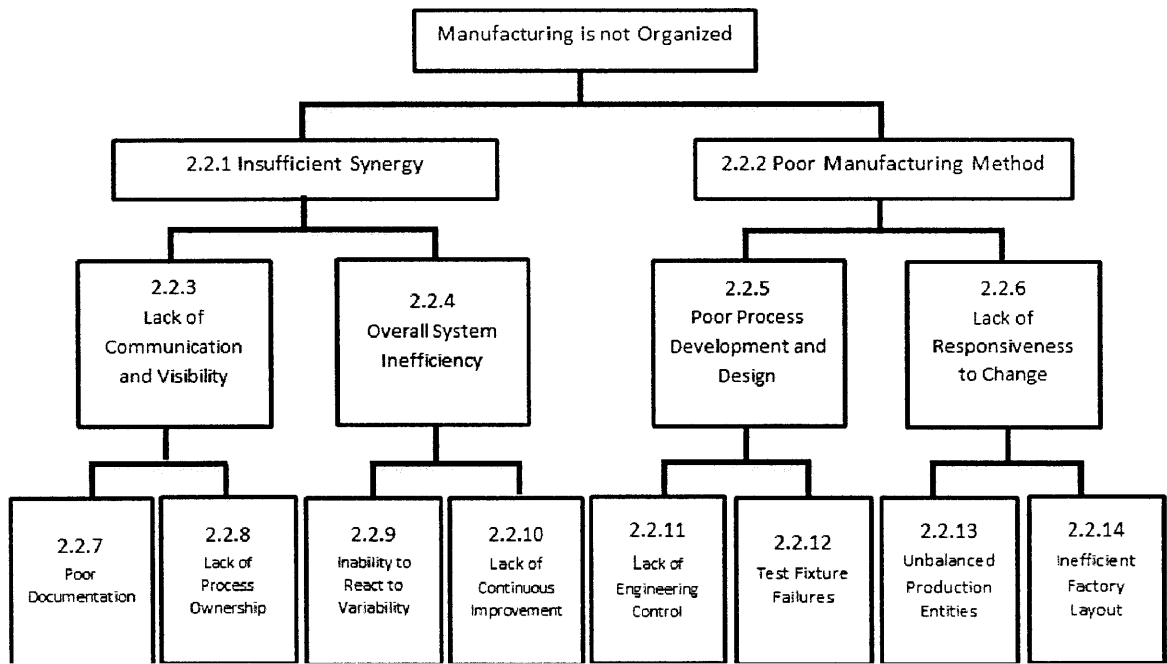 Manufacturing is not Organized
2.2.1 Insufficient Synergy
2.2.2 Poor Manufacturing Method
2.2.3
Lack of
Communication
and Visibility
2.2.4
Overall System
Inefficiency
2.2.5
Poor Process
Development and
Design
2.2.6
Lack of
Responsiveness
to Change
2.2.7
Poor
Documentation
2.2.8
Lack of
Process
Ownership
2.2.9
Inability to
React to
Variability
2.2.10
Lack of
Continuous
Improvement
2.2.11
Lack of
Engineering
Control
2.2.12
Test Fixture
Failures
2.2.13
Unbalanced
Production
Entities
2.2.14
Inefficient
Factory
Layout